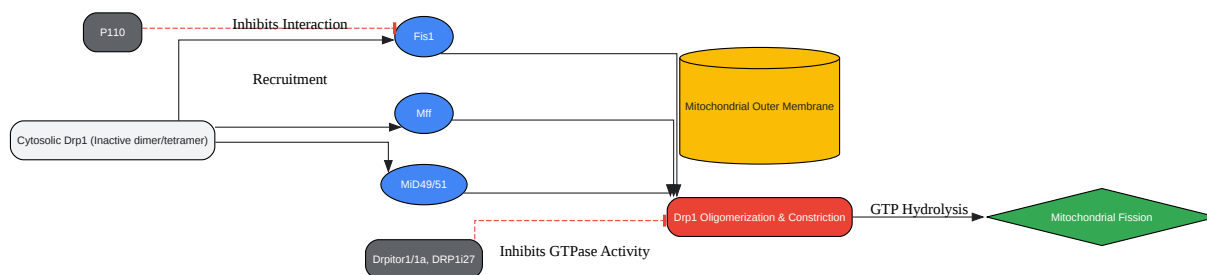 P110
Inhibits Interaction
Fis1
Recruitment
Mitochondrial Outer Membrane
Mff
Cytosolic Drp1 (Inactive dimer/tetramer)
MiD49/51
Drp1 Oligomerization & Constriction
GTP Hydrolysis
Mitochondrial Fission
Inhibits GTPase Activity
Drpitor1/1a, DRP1i27